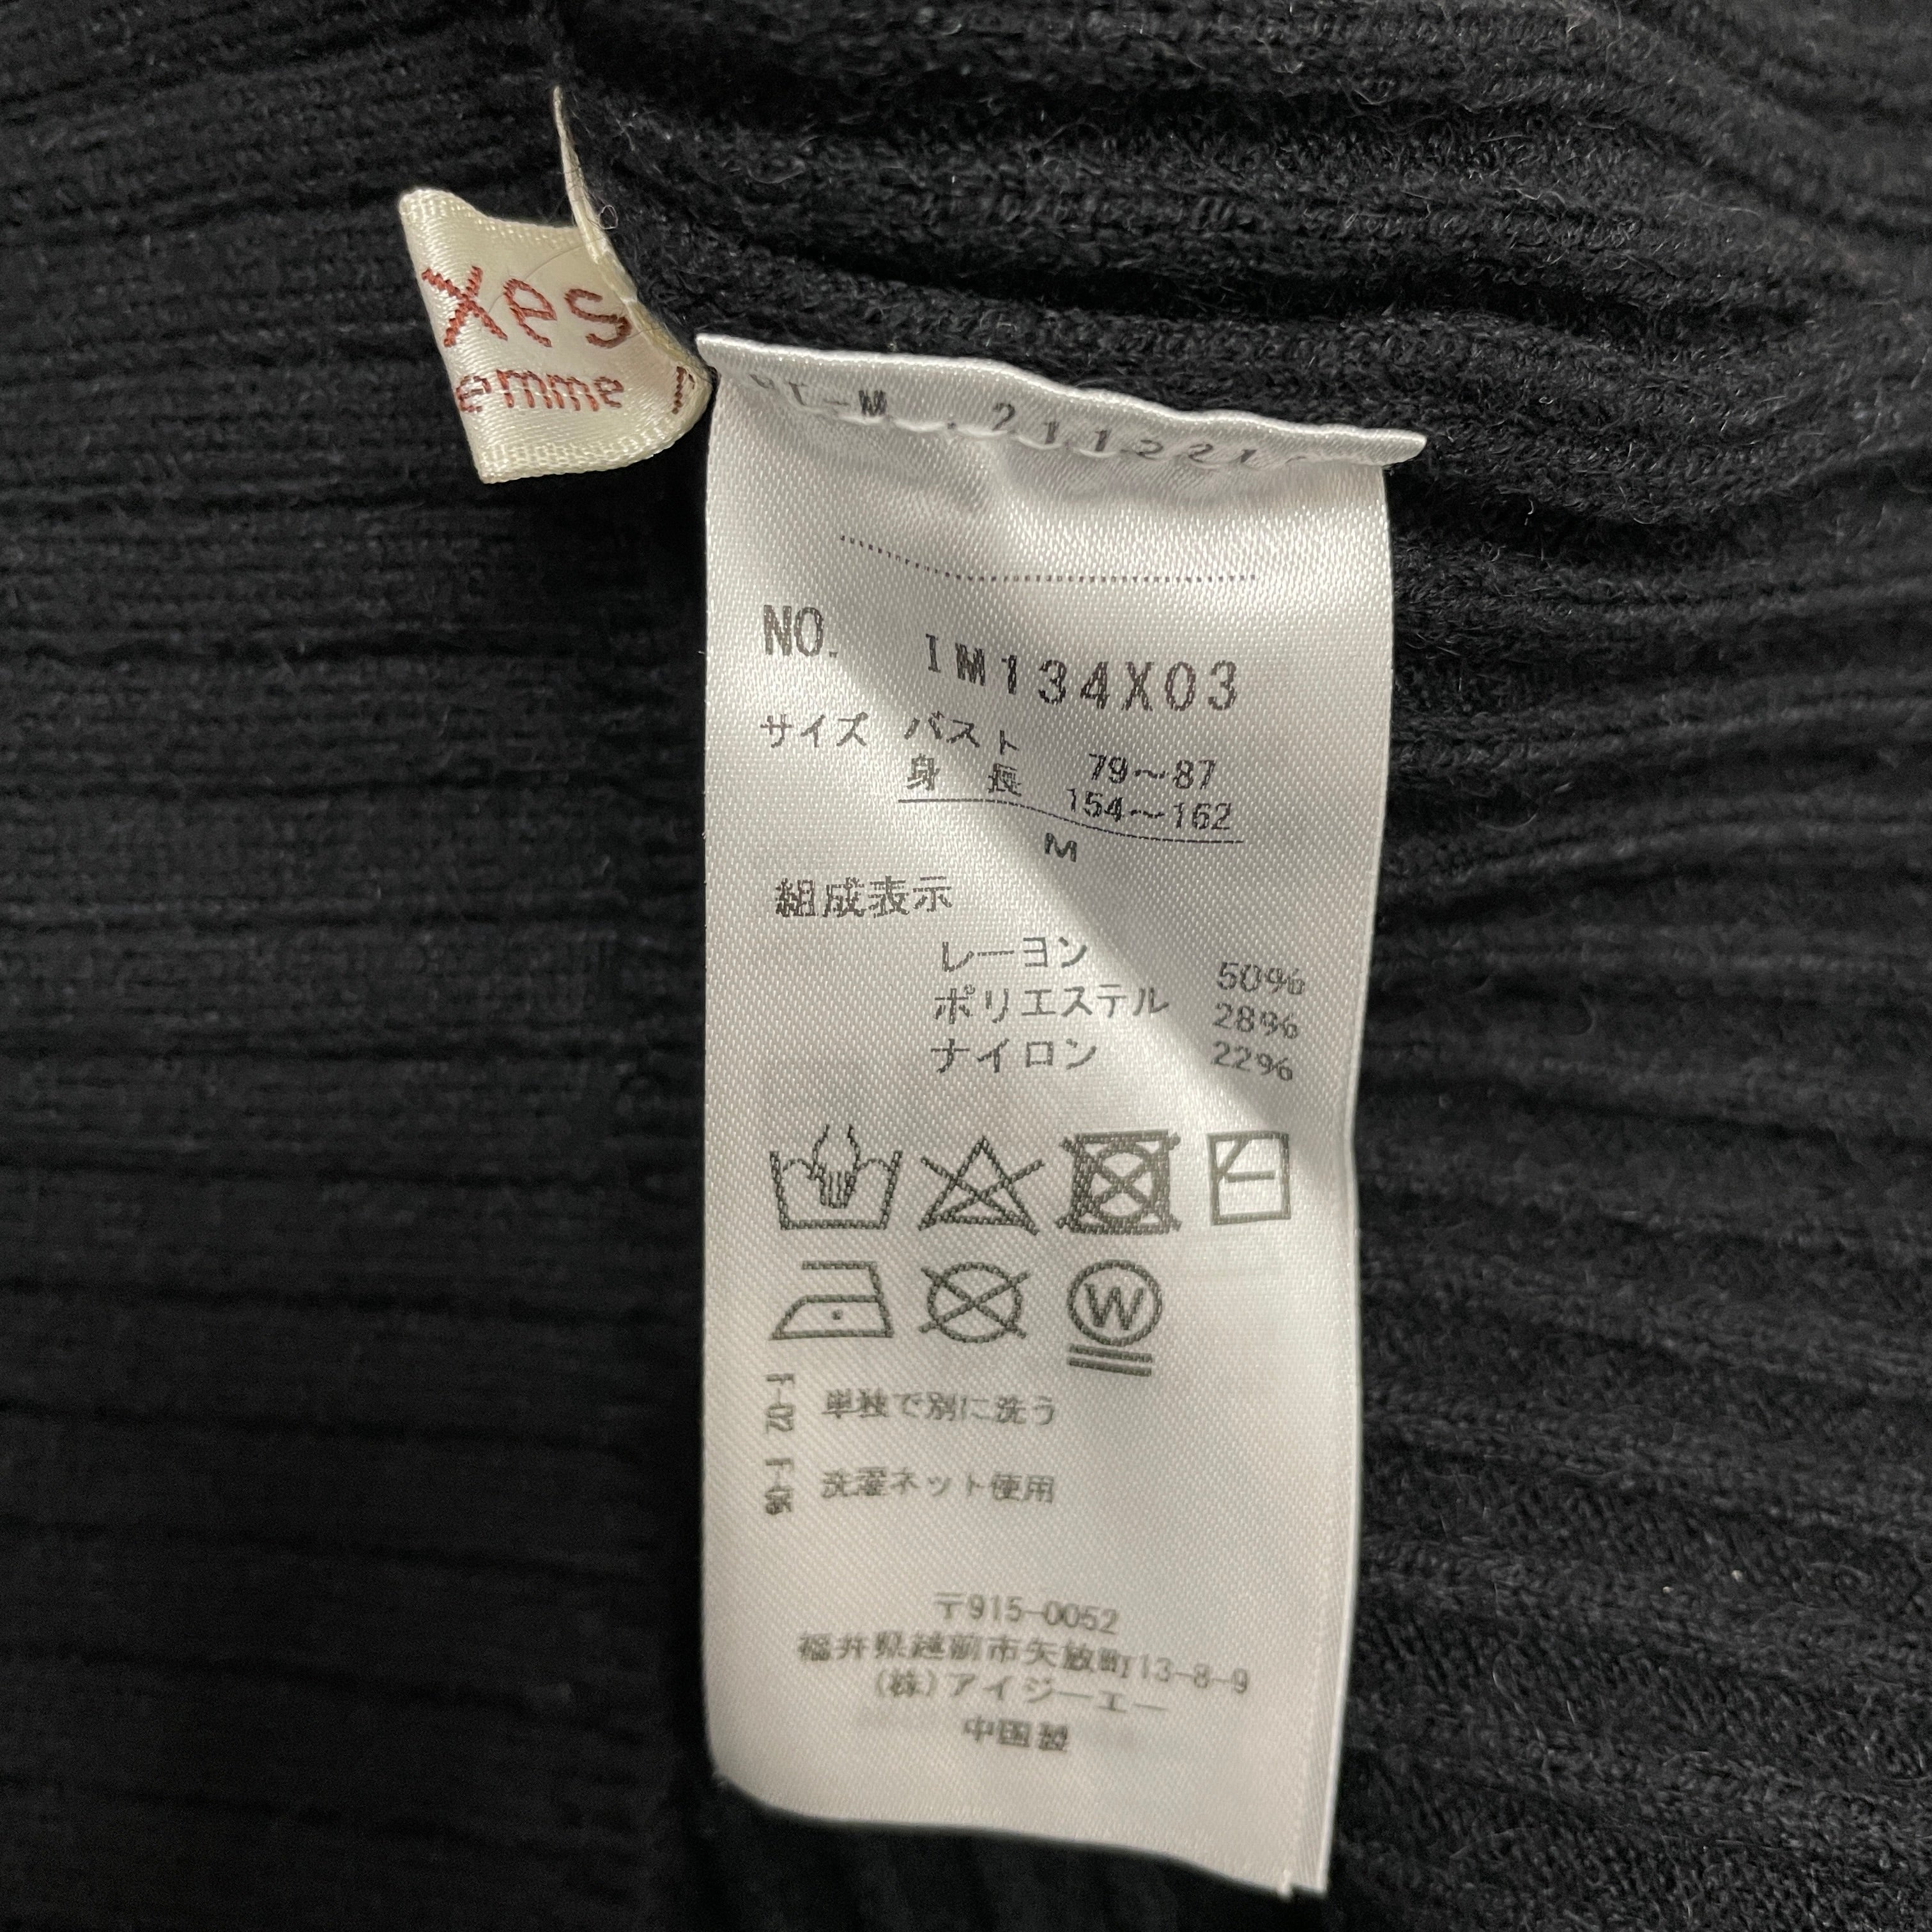 Xes
emme
NO. IM134X03
サイズ バスト 79～87
身長 154～162
M
組成表示
レーヨン 50%
ポリエステル 28%
ナイロン 22%
W
F-02 単独で別に洗う
F-06 洗濯ネット使用
〒915-0052
福井県越前市矢放町13-8-9
(株)アイジーエー
中国製